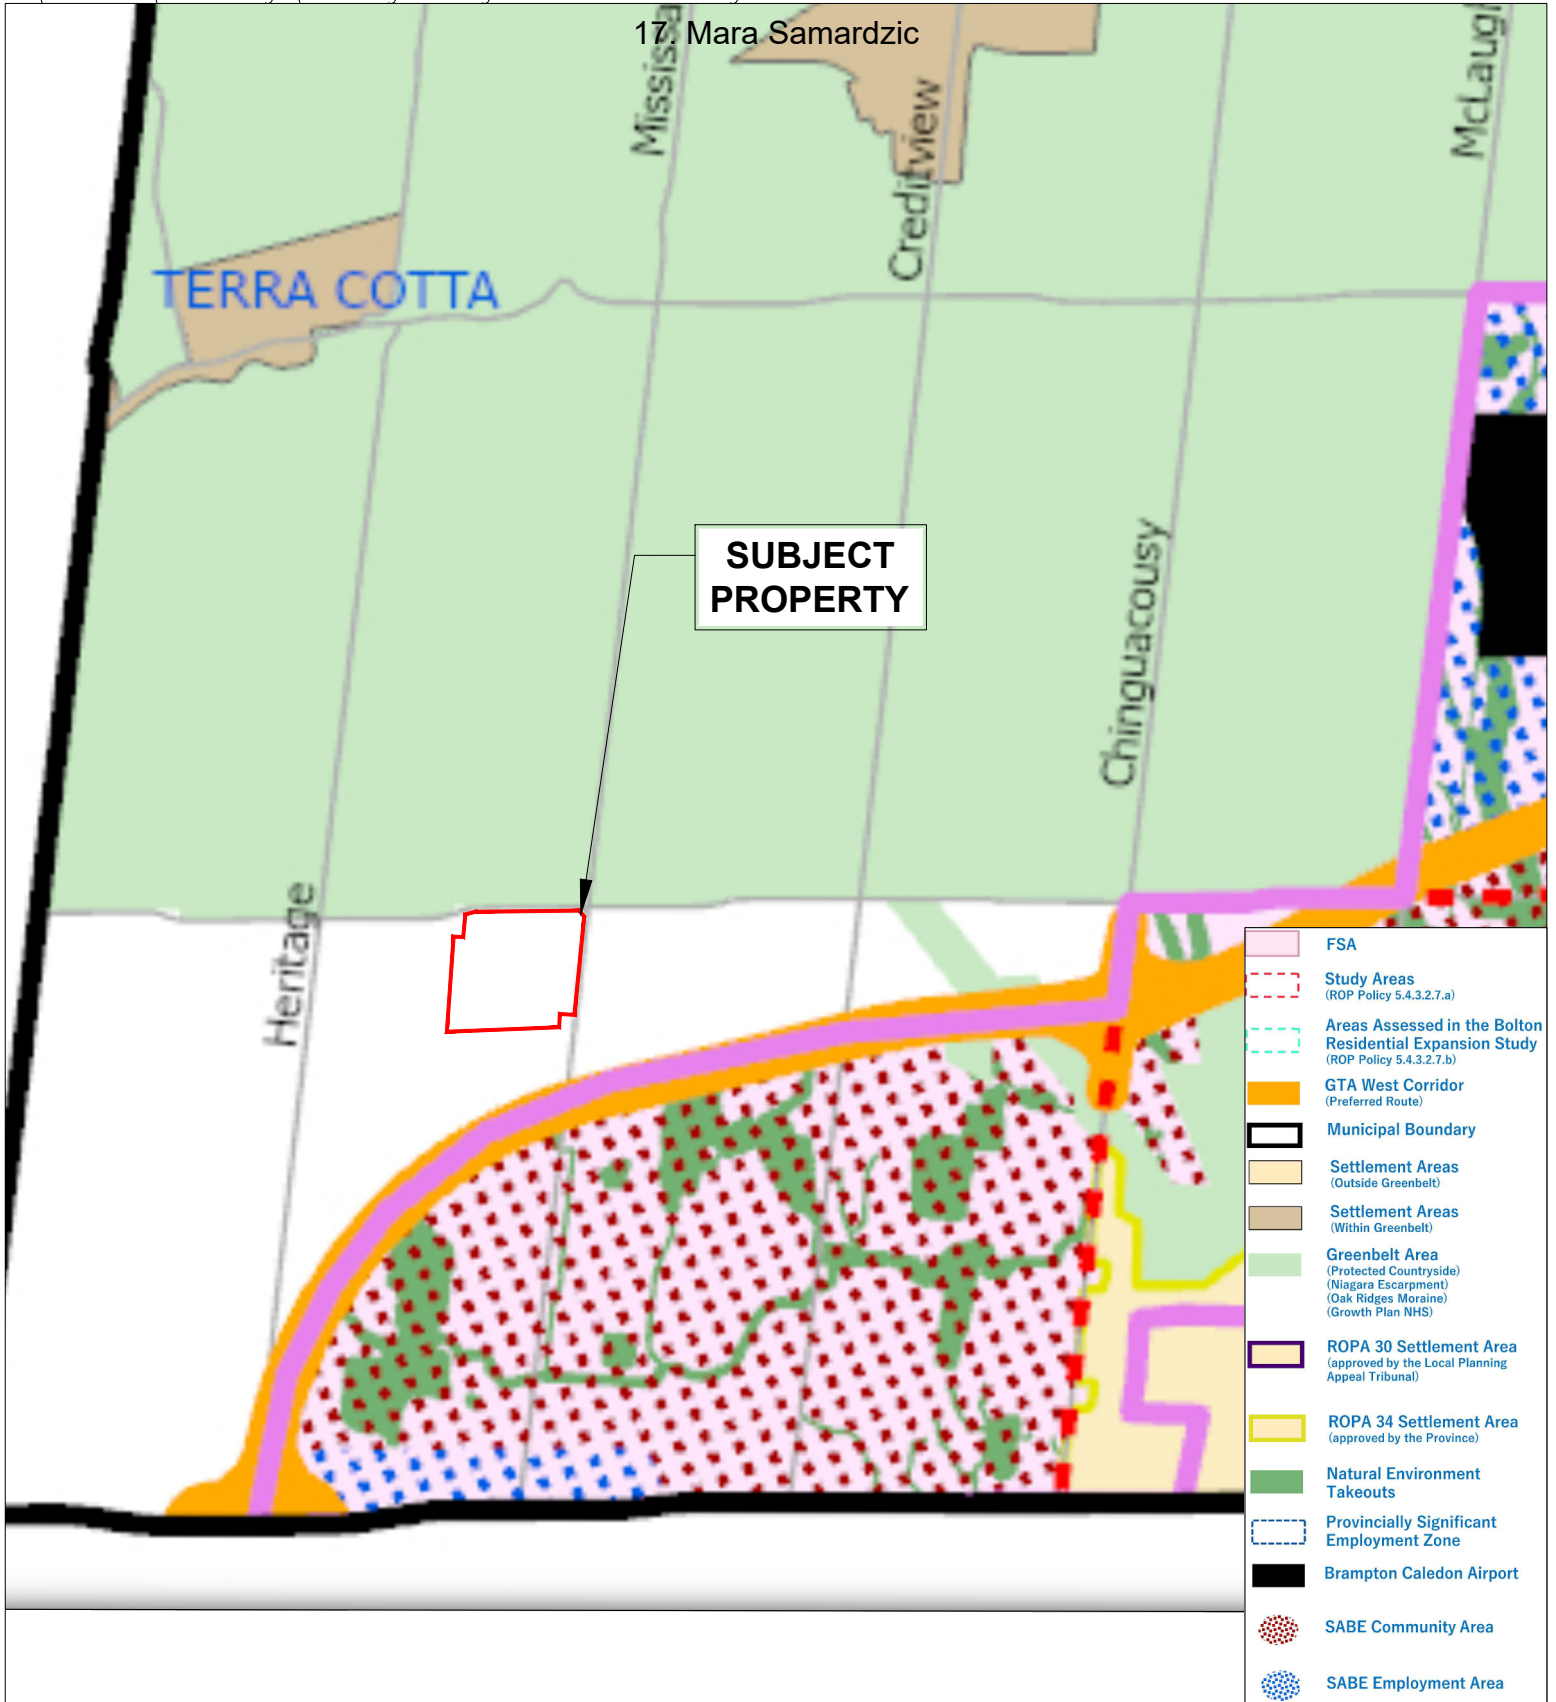 17. Mara Samardzic
Mississa
Creditview
McLaugh
TERRA COTTA
SUBJECT
PROPERTY
Chinguacousy
Heritage
FSA
Study Areas
(ROP Policy 5.4.3.2.7.a)
Areas Assessed in the Bolton
Residential Expansion Study
(ROP Policy 5.4.3.2.7.b)
GTA West Corridor
(Preferred Route)
Municipal Boundary
Settlement Areas
(Outside Greenbelt)
Settlement Areas
(Within Greenbelt)
Greenbelt Area
(Protected Countryside)
(Niagara Escarpment)
(Oak Ridges Moraine)
(Growth Plan NHS)
ROPA 30 Settlement Area
(approved by the Local Planning
Appeal Tribunal)
ROPA 34 Settlement Area
(approved by the Province)
Natural Environment
Takeouts
Provincially Significant
Employment Zone
Brampton Caledon Airport
SABE Community Area
SABE Employment Area